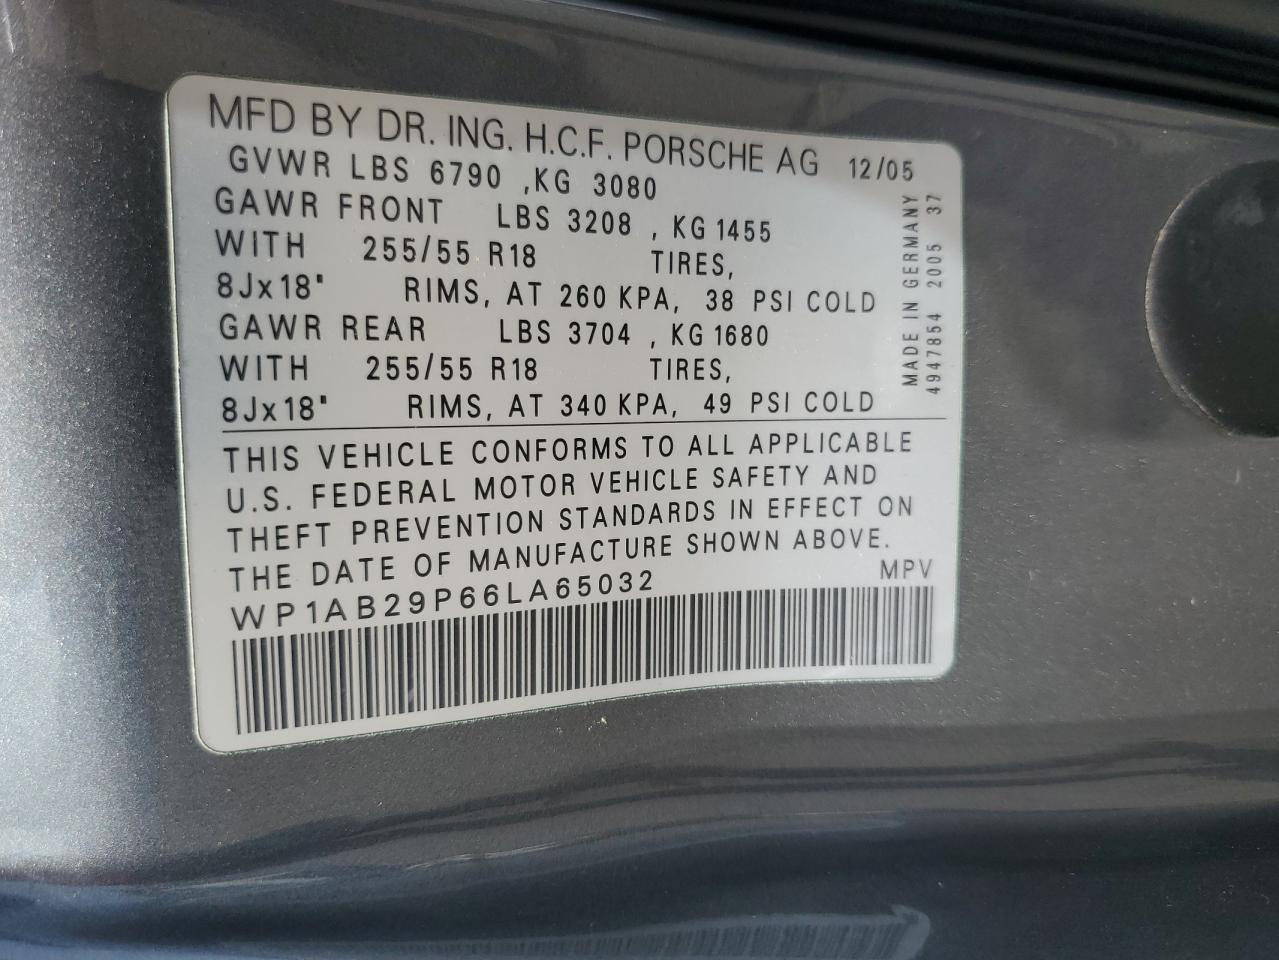 MFD BY DR. ING. H.C.F. PORSCHE AG 12/05
GVWR LBS 6790 ,KG 3080
GAWR FRONT LBS 3208 , KG 1455
WITH 255/55 R18 TIRES,
8Jx18" RIMS, AT 260 KPA, 38 PSI COLD
GAWR REAR LBS 3704 , KG 1680
WITH 255/55 R18 TIRES,
8Jx18" RIMS, AT 340 KPA, 49 PSI COLD
THIS VEHICLE CONFORMS TO ALL APPLICABLE
U.S. FEDERAL MOTOR VEHICLE SAFETY AND
THEFT PREVENTION STANDARDS IN EFFECT ON
THE DATE OF MANUFACTURE SHOWN ABOVE.
WP1AB29P66LA65032 MPV
MADE IN GERMANY
4947854 2005 37